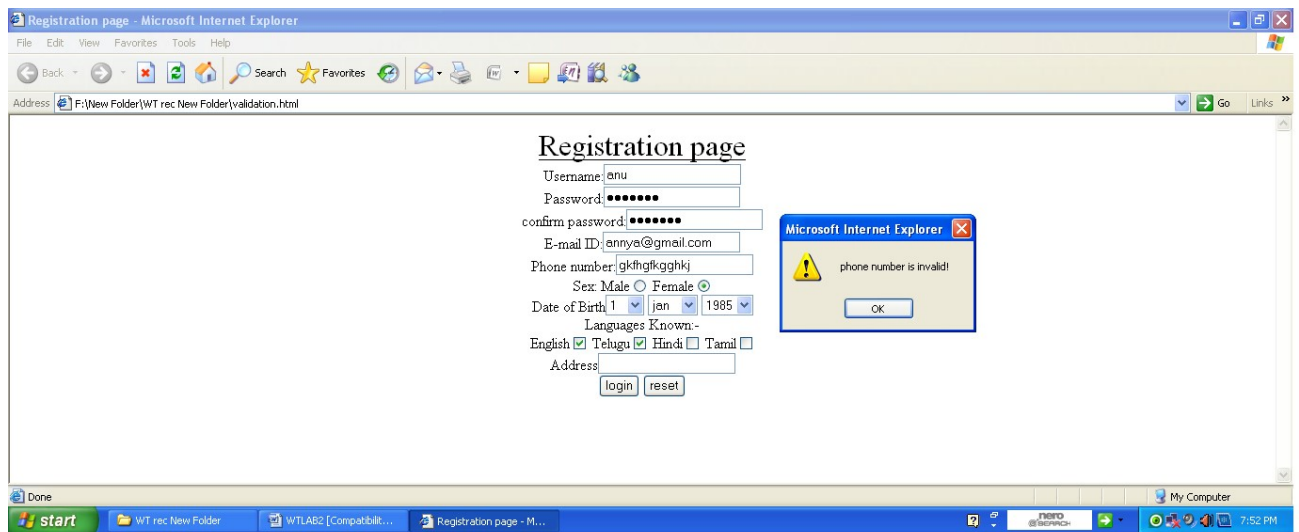 Registration page - Microsoft Internet Explorer
File Edit View Favorites Tools Help
Back Search Favorites
Address F:\New Folder\WT rec New Folder\validation.html Go Links »
Registration page
Username: anu
Password: •••••••
confirm password: •••••••
E-mail ID: annya@gmail.com
Phone number: gkfhgfkgghkj
Sex: Male Female
Date of Birth 1 jan 1985
Languages Known:-
English Telugu Hindi Tamil
Address
login reset
Microsoft Internet Explorer
phone number is invalid!
OK
Done My Computer
start WT rec New Folder WTLAB2 [Compatibilit... Registration page - M... nero SEARCH 7:52 PM